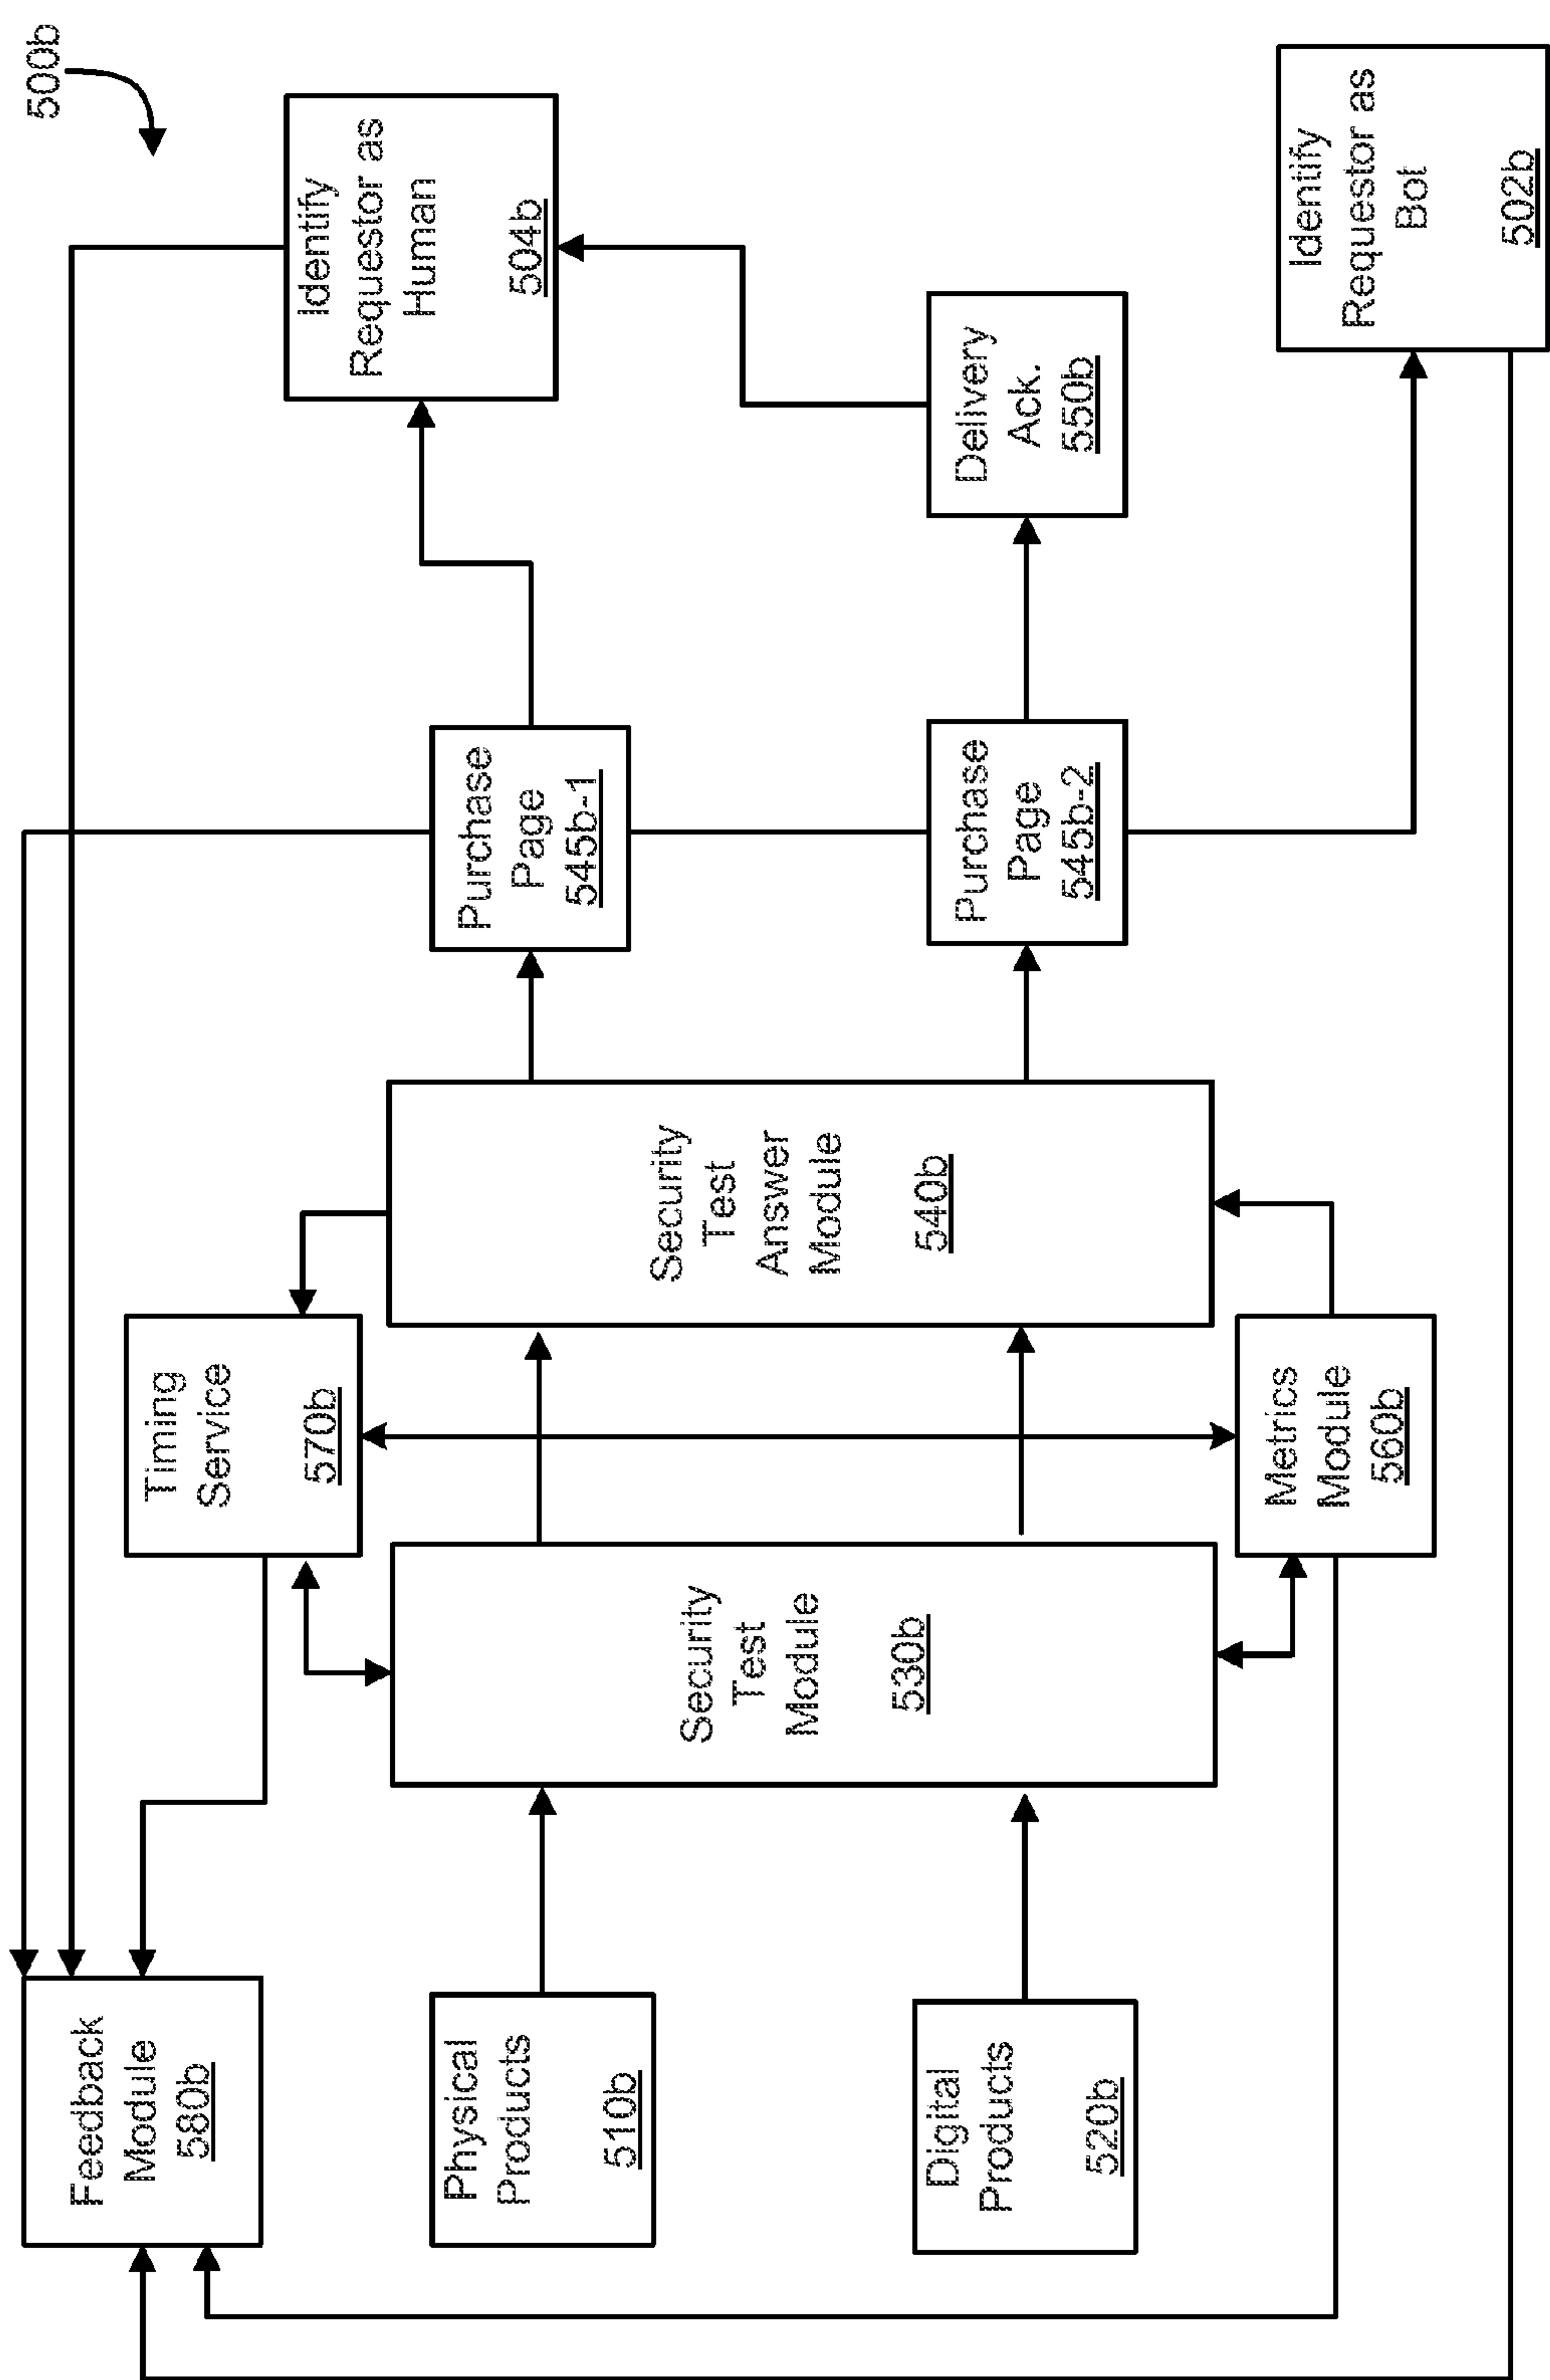 500b
Feedback
Module
580b
Timing
Service
570b
Identify
Requestor as
Human
504b
Physical
Products
510b
Security
Test
Module
530b
Security
Test
Answer
Module
540b
Purchase
Page
545b-1
Digital
Products
520b
Purchase
Page
545b-2
Delivery
Ack.
550b
Metrics
Module
560b
Identify
Requestor as
Bot
502b